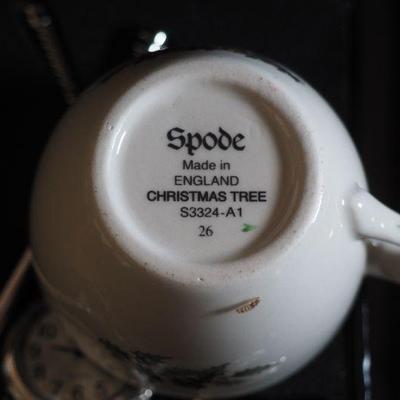 Spode
Made in
ENGLAND
CHRISTMAS TREE
S3324-A1
26